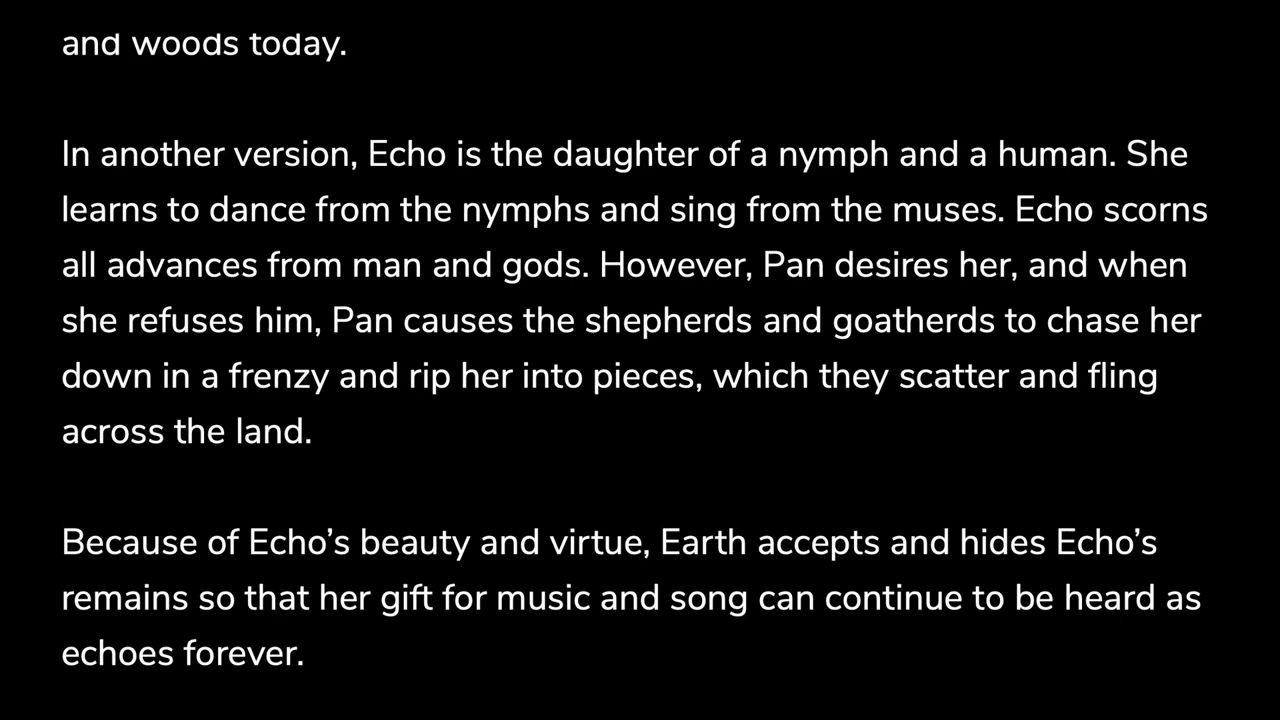 and woods today.
In another version, Echo is the daughter of a nymph and a human. She
learns to dance from the nymphs and sing from the muses. Echo scorns
all advances from man and gods. However, Pan desires her, and when
she refuses him, Pan causes the shepherds and goatherds to chase her
down in a frenzy and rip her into pieces, which they scatter and fling
across the land.
Because of Echo’s beauty and virtue, Earth accepts and hides Echo’s
remains so that her gift for music and song can continue to be heard as
echoes forever.